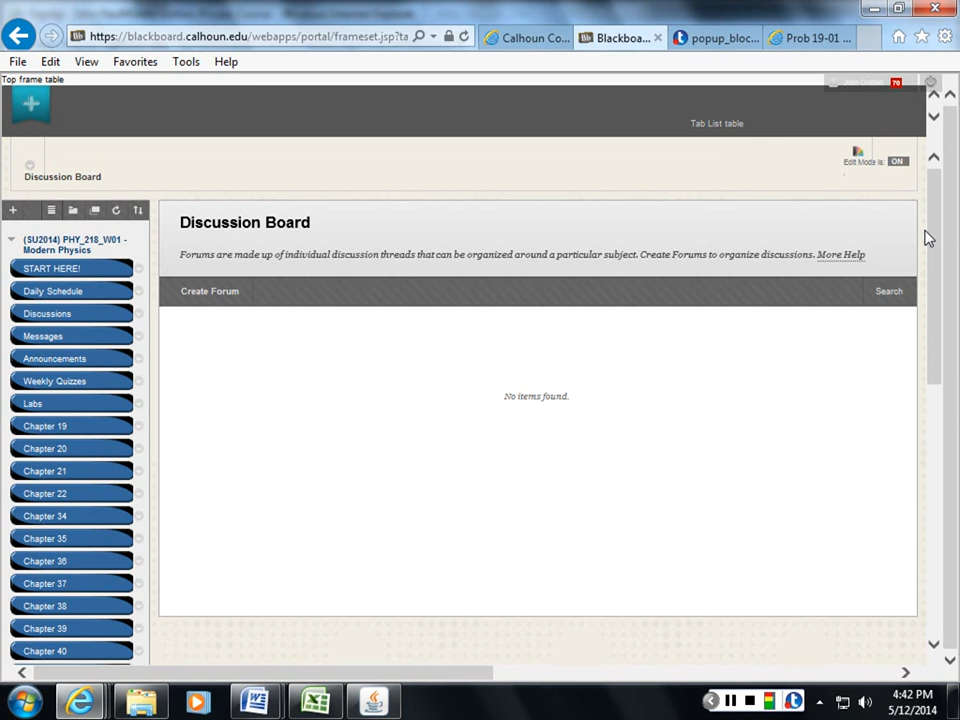 https://blackboard.calhoun.edu/webapps/portal/frameset.jsp?ta
Calhoun Co...
Bb Blackboa...
popup_bloc...
Prob 19-01 ...
File Edit View Favorites Tools Help
Top frame table
70
Tab List table
Edit Mode is: ON
Discussion Board
(SU2014) PHY_218_W01 -
Modern Physics
START HERE!
Daily Schedule
Discussions
Messages
Announcements
Weekly Quizzes
Labs
Chapter 19
Chapter 20
Chapter 21
Chapter 22
Chapter 34
Chapter 35
Chapter 36
Chapter 37
Chapter 38
Chapter 39
Chapter 40
Discussion Board
Forums are made up of individual discussion threads that can be organized around a particular subject. Create Forums to organize discussions. More Help
Create Forum
Search
No items found.
4:42 PM
5/12/2014